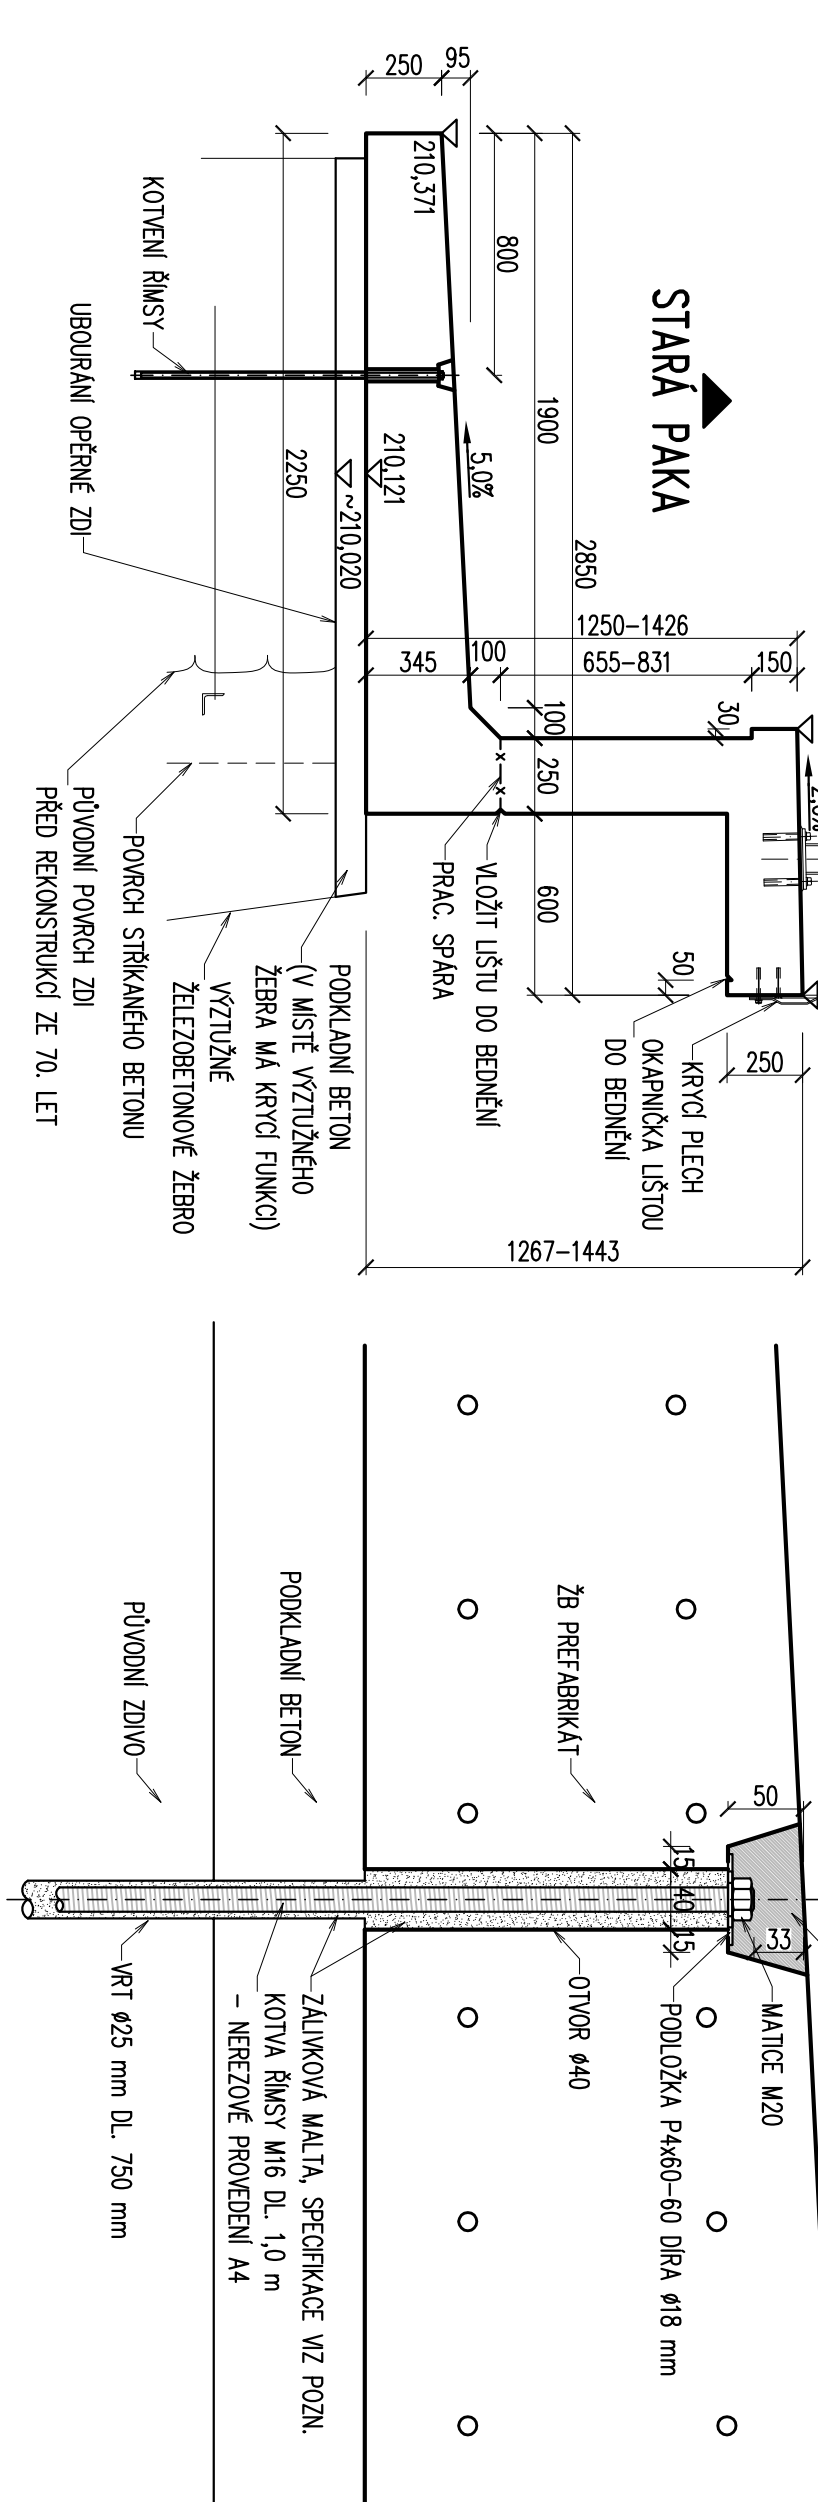 STARÁ PAKA
250
95
210,371
800
1900
2850
5,0%
210,121
~210,020
2250
KOTVENÍ ŘÍMSY
UBOURÁNÍ OPĚRNÉ ZDI
1250-1426
345
100
655-831
150
30
100
250
600
50
250
1267-1443
PŮVODNÍ POVRCH ZDI
PŘED REKONSTRUKCÍ ZE 70. LET
POVRCH STŘÍKANÉHO BETONU
VÝZTUŽNÉ
ŽELEZOBETONOVÉ ŽEBRO
PODKLADNÍ BETON
(V MÍSTĚ VÝZTUŽNÉHO
ŽEBRA MÁ KRYCÍ FUNKCI)
PRAC. SPÁRA
VLOŽIT LIŠTU DO BEDNĚNÍ
OKAPNIČKA LIŠTOU
DO BEDNĚNÍ
KRYCÍ PLECH
ŽB PREFABRIKÁT
PODKLADNÍ BETON
PŮVODNÍ ZDIVO
50
15
40
15
33
MATICE M20
PODLOŽKA P4x60-60 DÍRA ø18 mm
OTVOR ø40
ZÁLIVKOVÁ MALTA, SPECIFIKACE VIZ POZN.
KOTVA ŘÍMSY M16 DL. 1,0 m
- NEREZOVÉ PROVEDENÍ A4
VRT ø25 mm DL. 750 mm